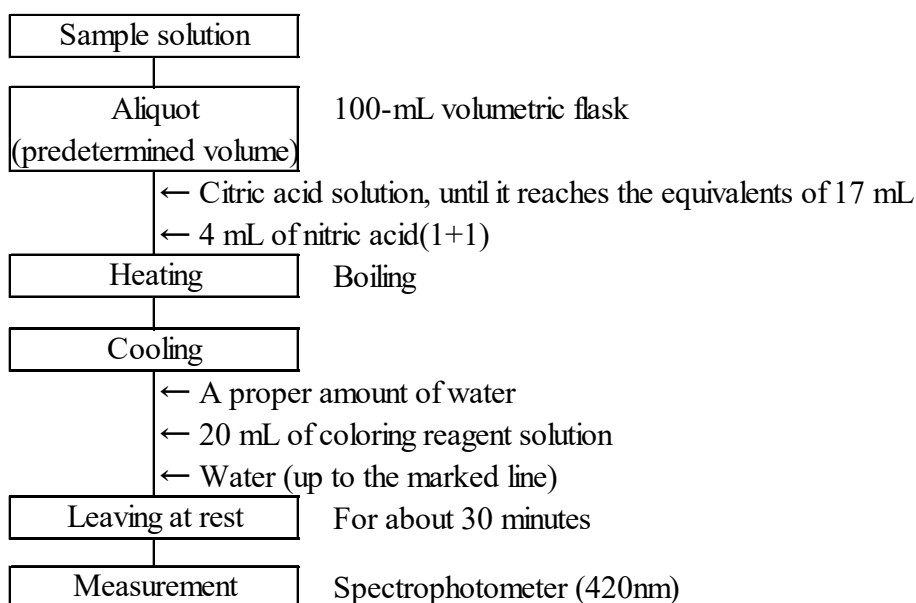 Sample solution
Aliquot
(predetermined volume)
100-mL volumetric flask
← Citric acid solution, until it reaches the equivalents of 17 mL
← 4 mL of nitric acid(1+1)
Heating
Boiling
Cooling
← A proper amount of water
← 20 mL of coloring reagent solution
← Water (up to the marked line)
Leaving at rest
For about 30 minutes
Measurement
Spectrophotometer (420nm)